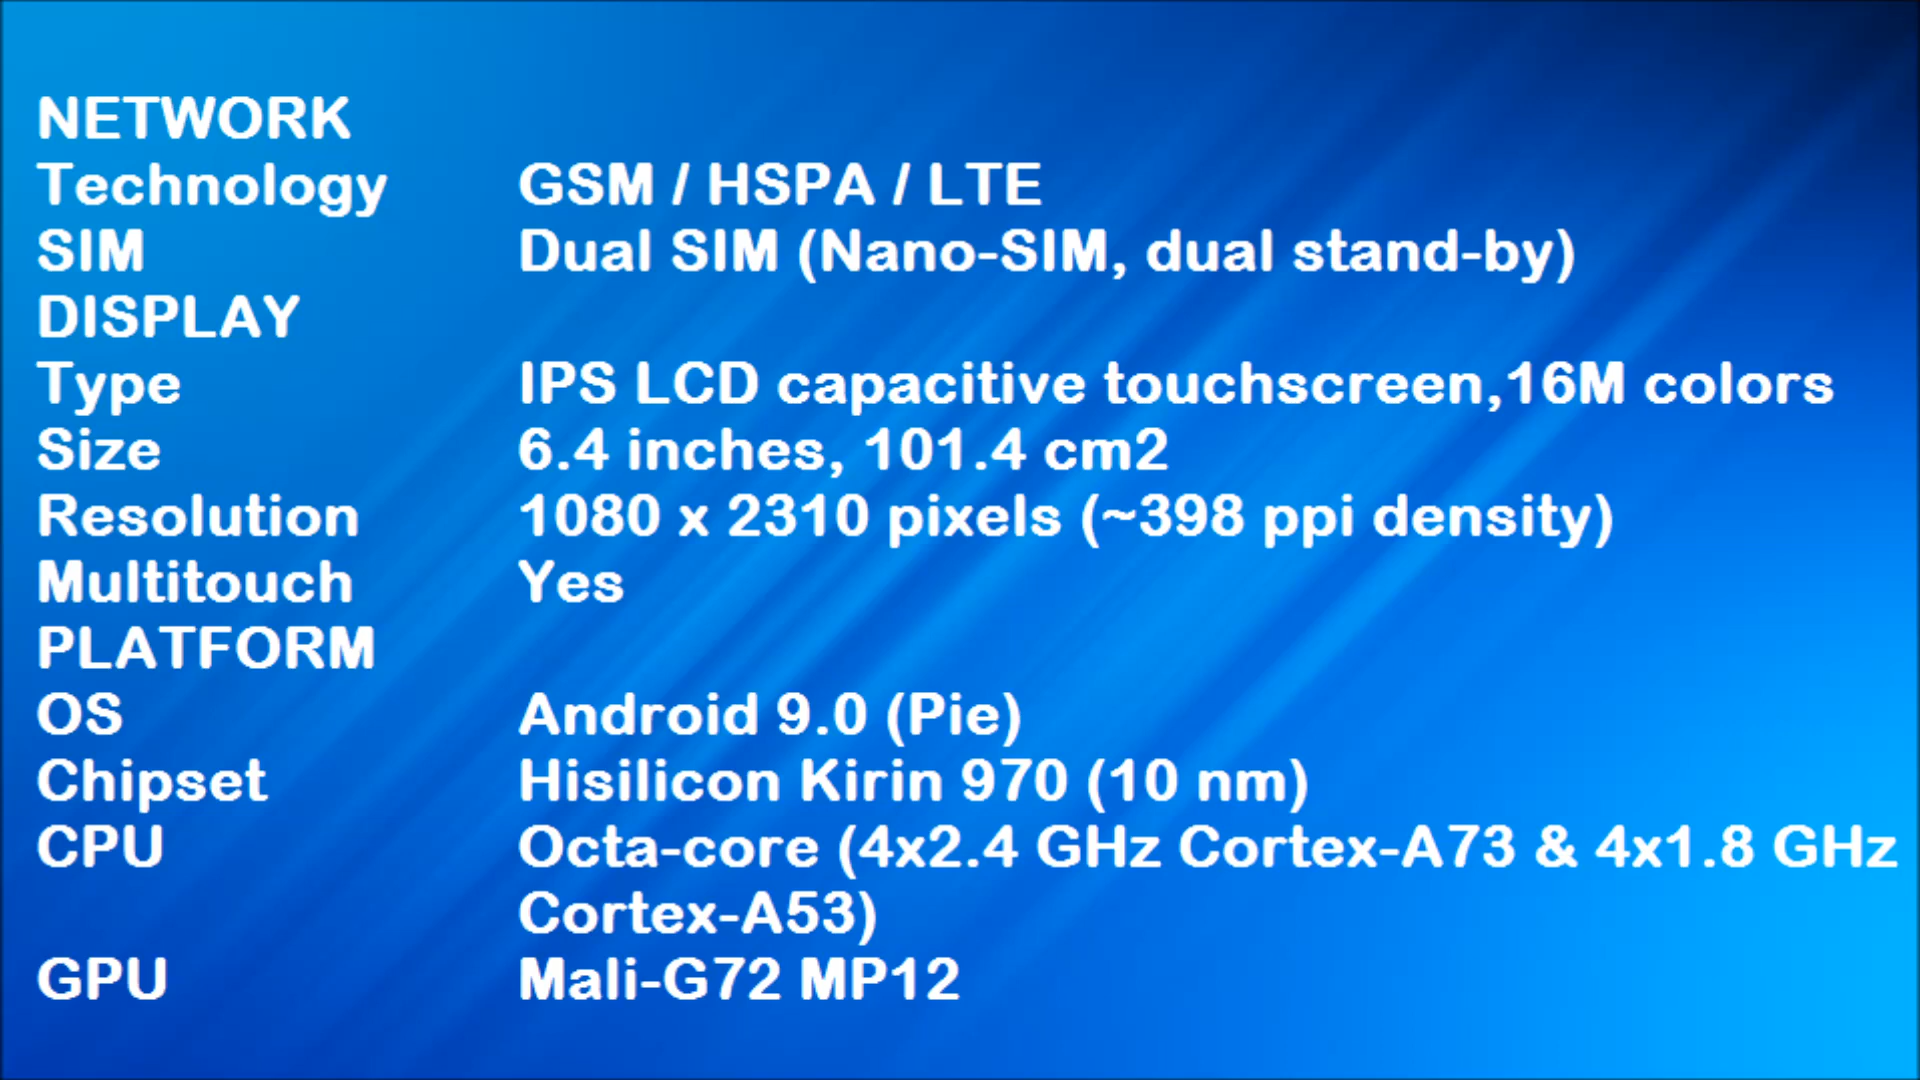 NETWORK
Technology GSM / HSPA / LTE
SIM Dual SIM (Nano-SIM, dual stand-by)
DISPLAY
Type IPS LCD capacitive touchscreen,16M colors
Size 6.4 inches, 101.4 cm2
Resolution 1080 x 2310 pixels (~398 ppi density)
Multitouch Yes
PLATFORM
OS Android 9.0 (Pie)
Chipset Hisilicon Kirin 970 (10 nm)
CPU Octa-core (4x2.4 GHz Cortex-A73 & 4x1.8 GHz
Cortex-A53)
GPU Mali-G72 MP12